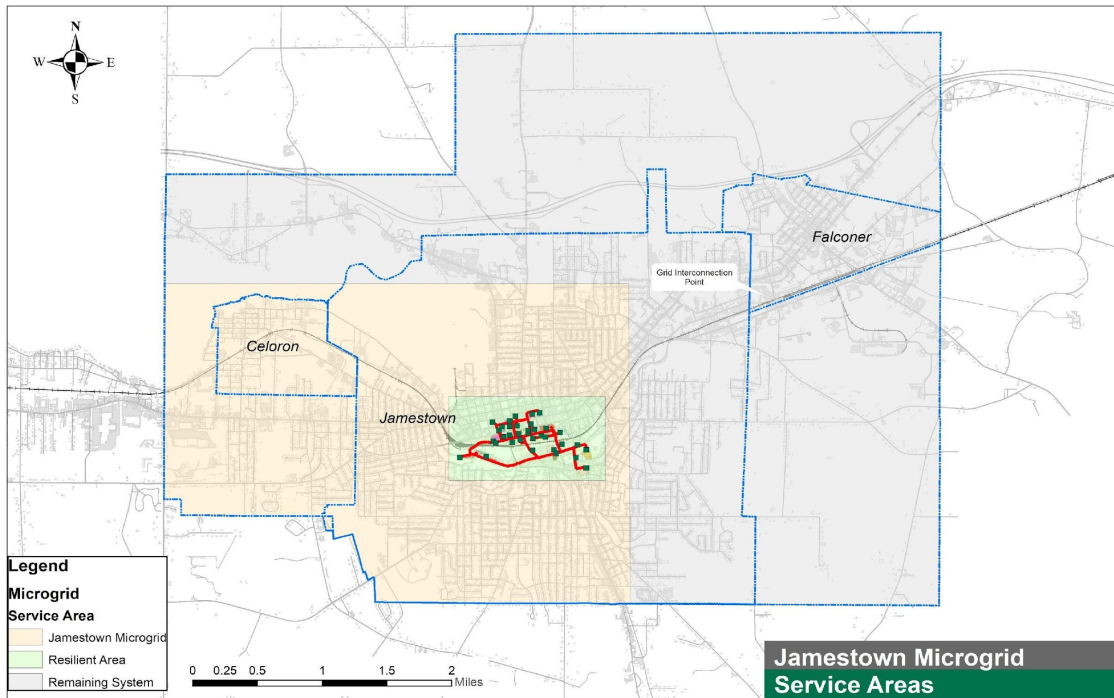 N
W E
S
Falconer
Grid Interconnection
Point
Celoron
Jamestown
Legend
Microgrid
Service Area
Jamestown Microgrid
Resilient Area
Remaining System
0 0.25 0.5 1 1.5 2
Miles
Jamestown Microgrid
Service Areas